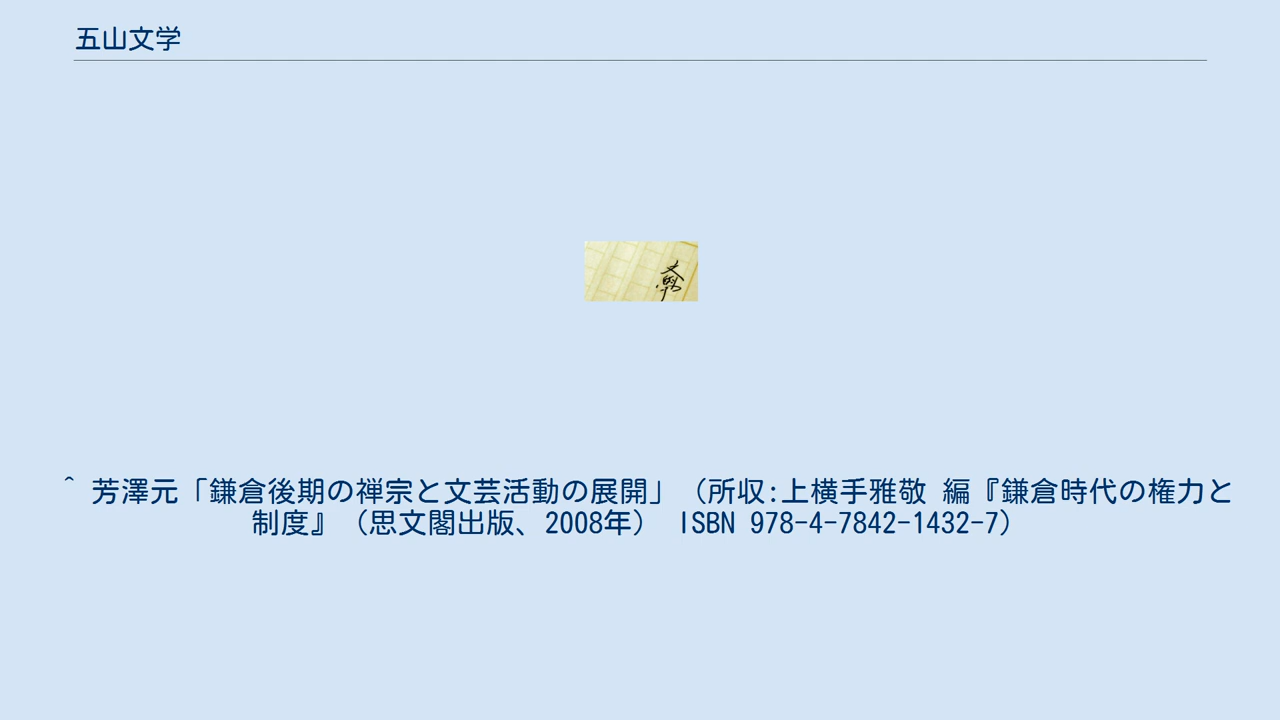 五山文学
^ 芳澤元「鎌倉後期の禅宗と文芸活動の展開」（所収:上横手雅敬 編『鎌倉時代の権力と
制度』（思文閣出版、2008年） ISBN 978-4-7842-1432-7）